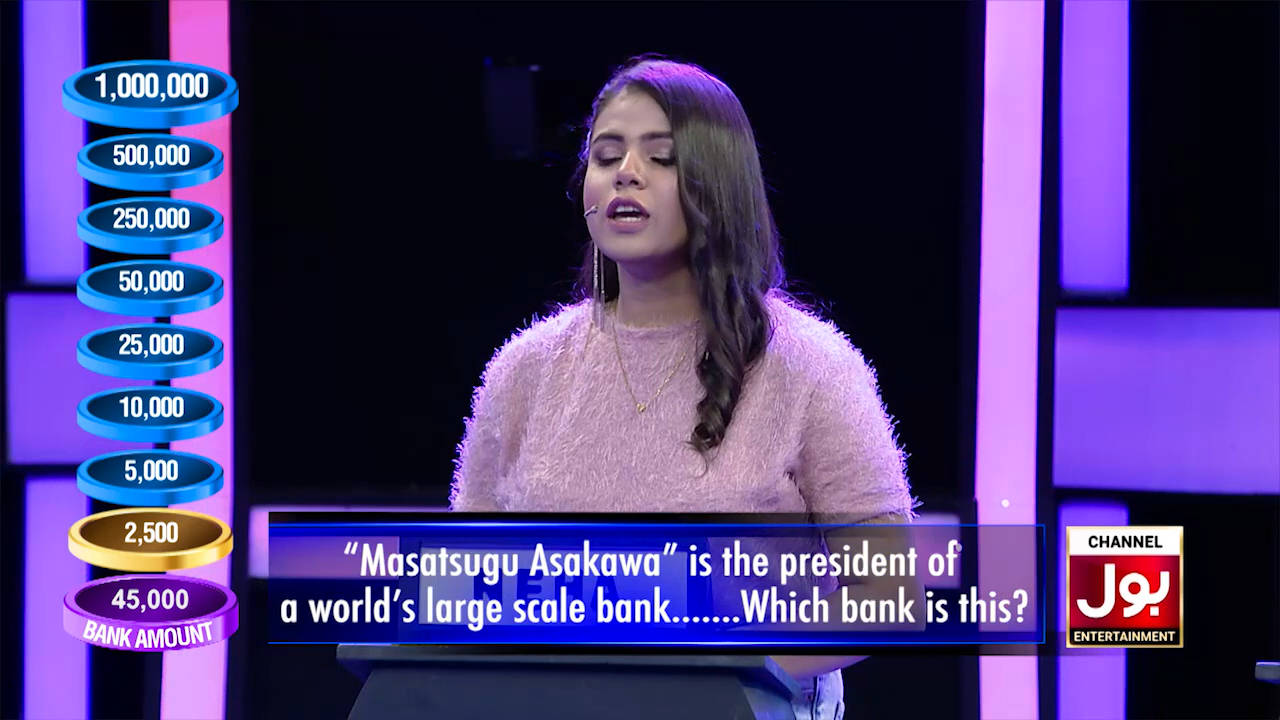 1,000,000
500,000
250,000
50,000
25,000
10,000
5,000
2,500
45,000
BANK AMOUNT
“Masatsugu Asakawa” is the president of
a world’s large scale bank.......Which bank is this?
CHANNEL
بول
ENTERTAINMENT